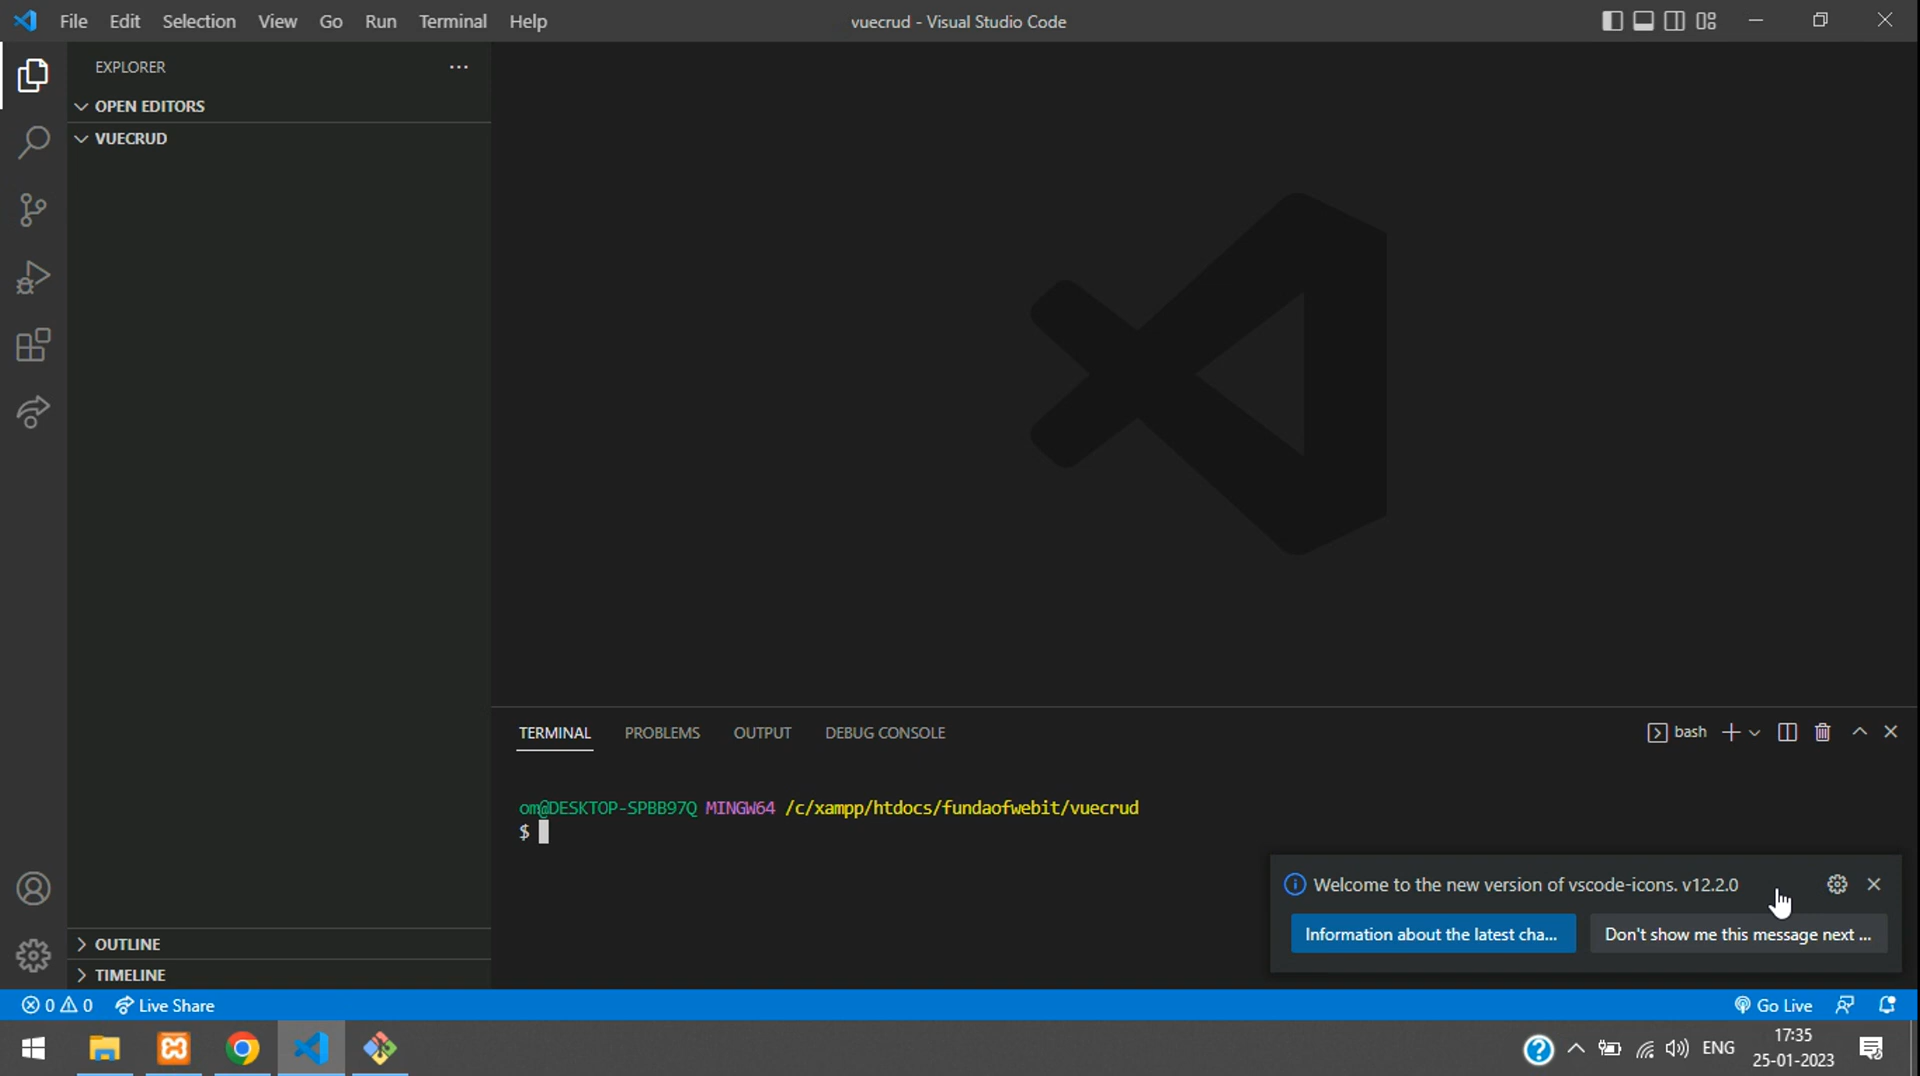 File Edit Selection View Go Run Terminal Help
vuecrud - Visual Studio Code
EXPLORER
OPEN EDITORS
VUECRUD
OUTLINE
TIMELINE
TERMINAL PROBLEMS OUTPUT DEBUG CONSOLE
bash
om@DESKTOP-SPBB97Q MINGW64 /c/xampp/htdocs/fundaofwebit/vuecrud
$
Welcome to the new version of vscode-icons. v12.2.0
Information about the latest cha...
Don't show me this message next ...
0 0 Live Share
Go Live
ENG
17:35
25-01-2023